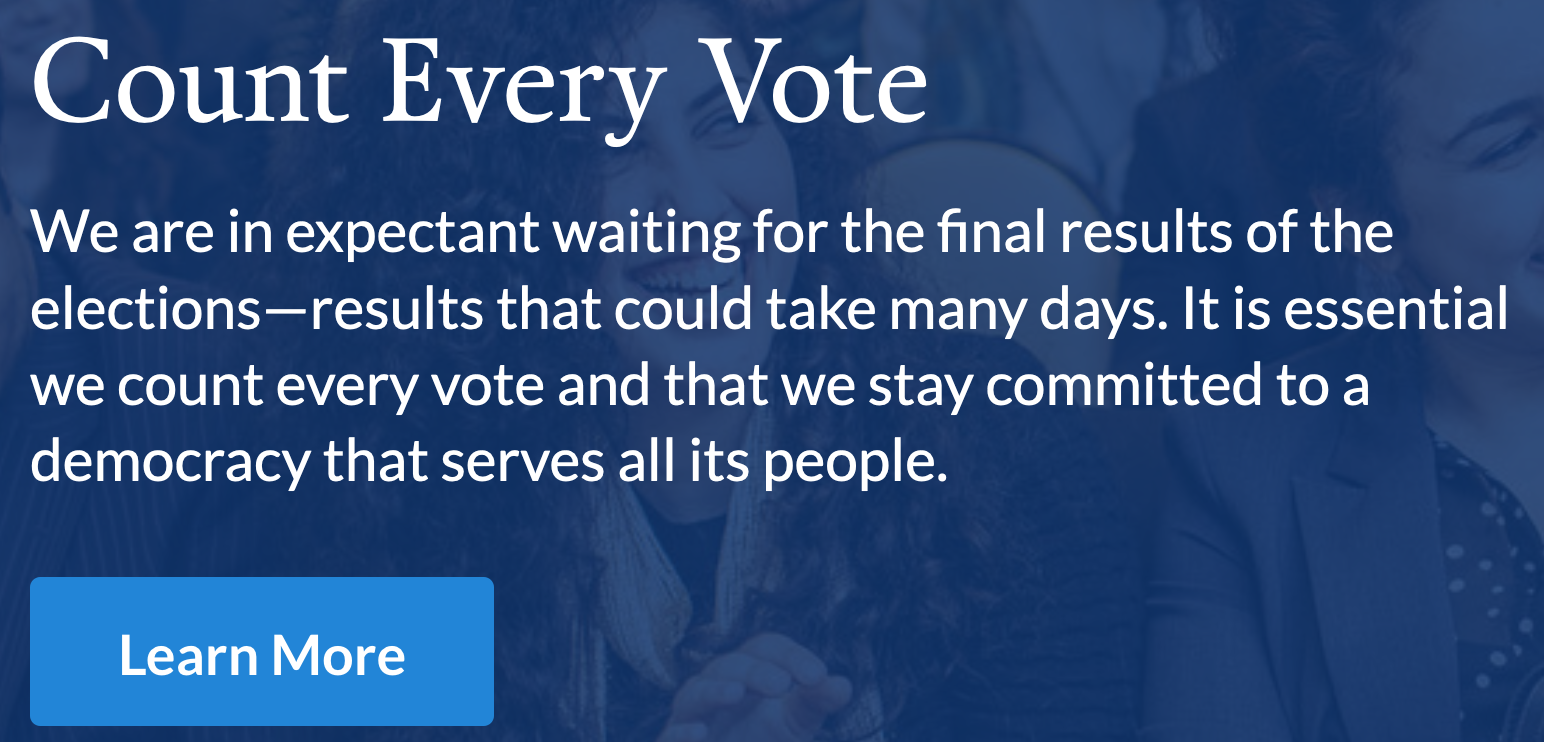 Count Every Vote
We are in expectant waiting for the final results of the
elections—results that could take many days. It is essential
we count every vote and that we stay committed to a
democracy that serves all its people.
Learn More